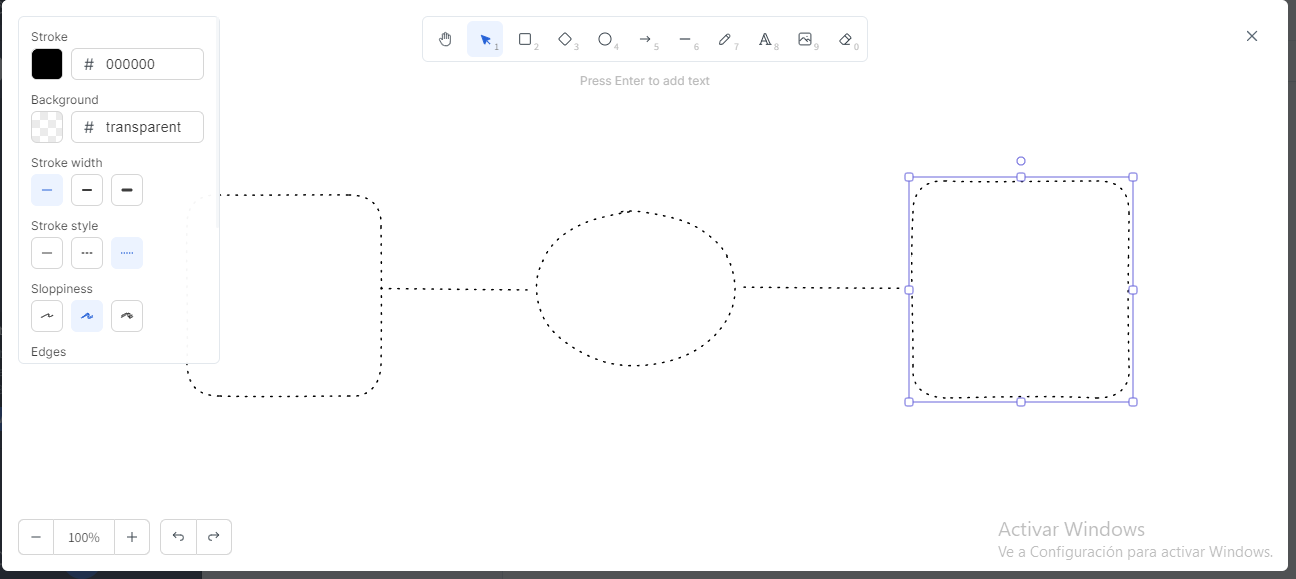 Stroke
# 000000
Background
# transparent
Stroke width
Stroke style
Sloppiness
Edges
1 2 3 4 5 6 7 A 8 9 0
Press Enter to add text
100%
Activar Windows
Ve a Configuración para activar Windows.